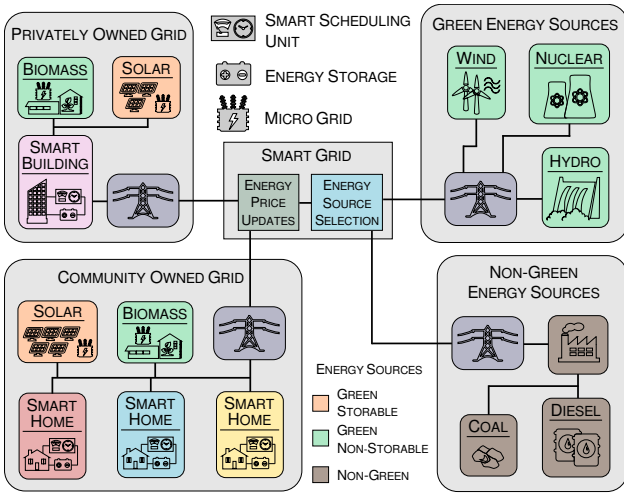 PRIVATELY OWNED GRID
BIOMASS
SOLAR
SMART
BUILDING
SMART SCHEDULING
UNIT
ENERGY STORAGE
MICRO GRID
GREEN ENERGY SOURCES
WIND
NUCLEAR
HYDRO
SMART GRID
ENERGY
PRICE
UPDATES
ENERGY
SOURCE
SELECTION
COMMUNITY OWNED GRID
SOLAR
BIOMASS
SMART
HOME
SMART
HOME
SMART
HOME
ENERGY SOURCES
GREEN
STORABLE
GREEN
NON-STORABLE
NON-GREEN
NON-GREEN
ENERGY SOURCES
COAL
DIESEL